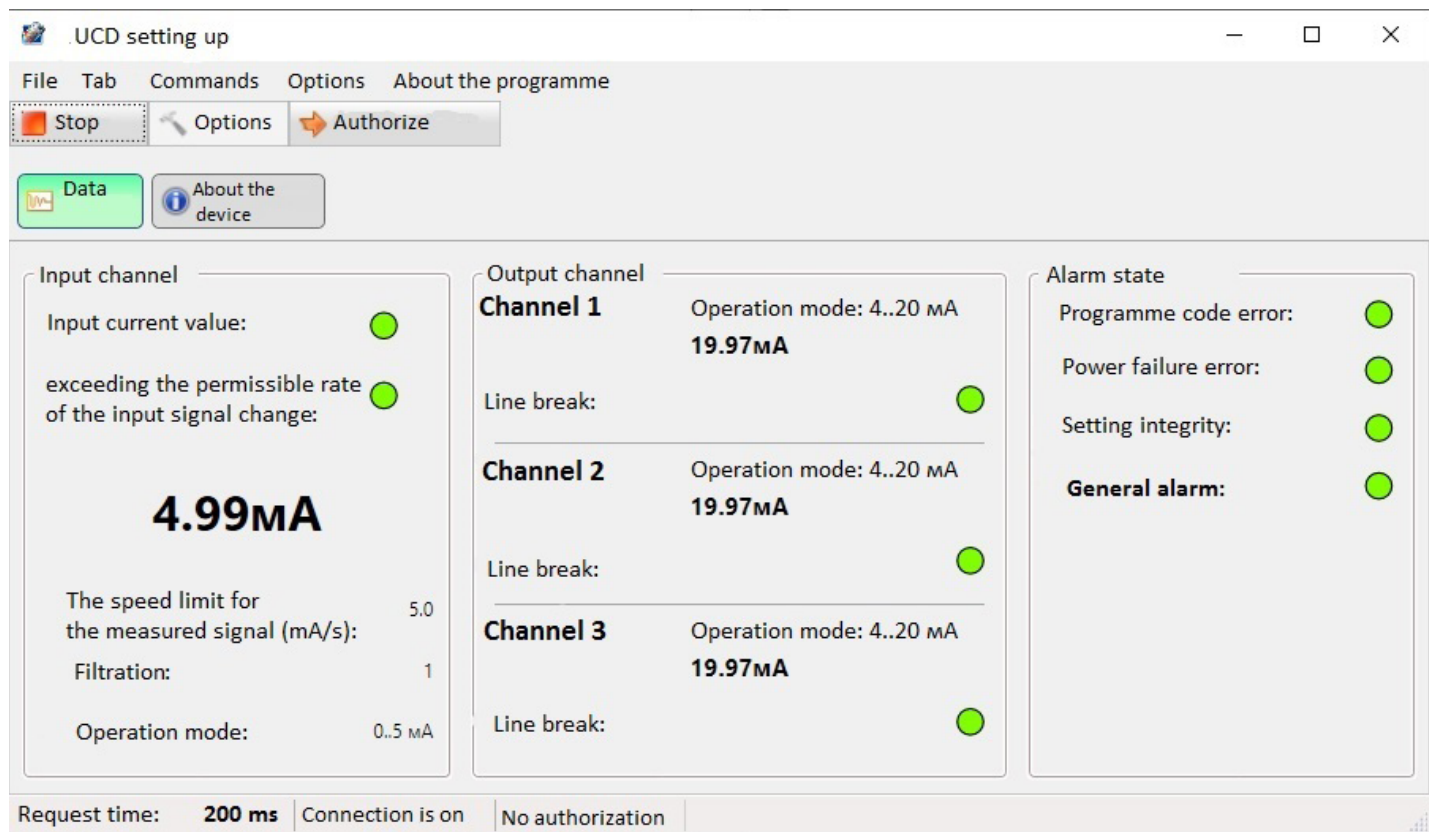 .UCD setting up
File Tab Commands Options About the programme
Stop Options Authorize
Data
About the
device
Input channel
Input current value:
exceeding the permissible rate
of the input signal change:
4.99мА
The speed limit for
the measured signal (mA/s):
5.0
Filtration:
1
Operation mode:
0..5 мА
Output channel
Channel 1
Operation mode: 4..20 мА
19.97мА
Line break:
Channel 2
Operation mode: 4..20 мА
19.97мА
Line break:
Channel 3
Operation mode: 4..20 мА
19.97мА
Line break:
Alarm state
Programme code error:
Power failure error:
Setting integrity:
General alarm:
Request time: 200 ms Connection is on No authorization